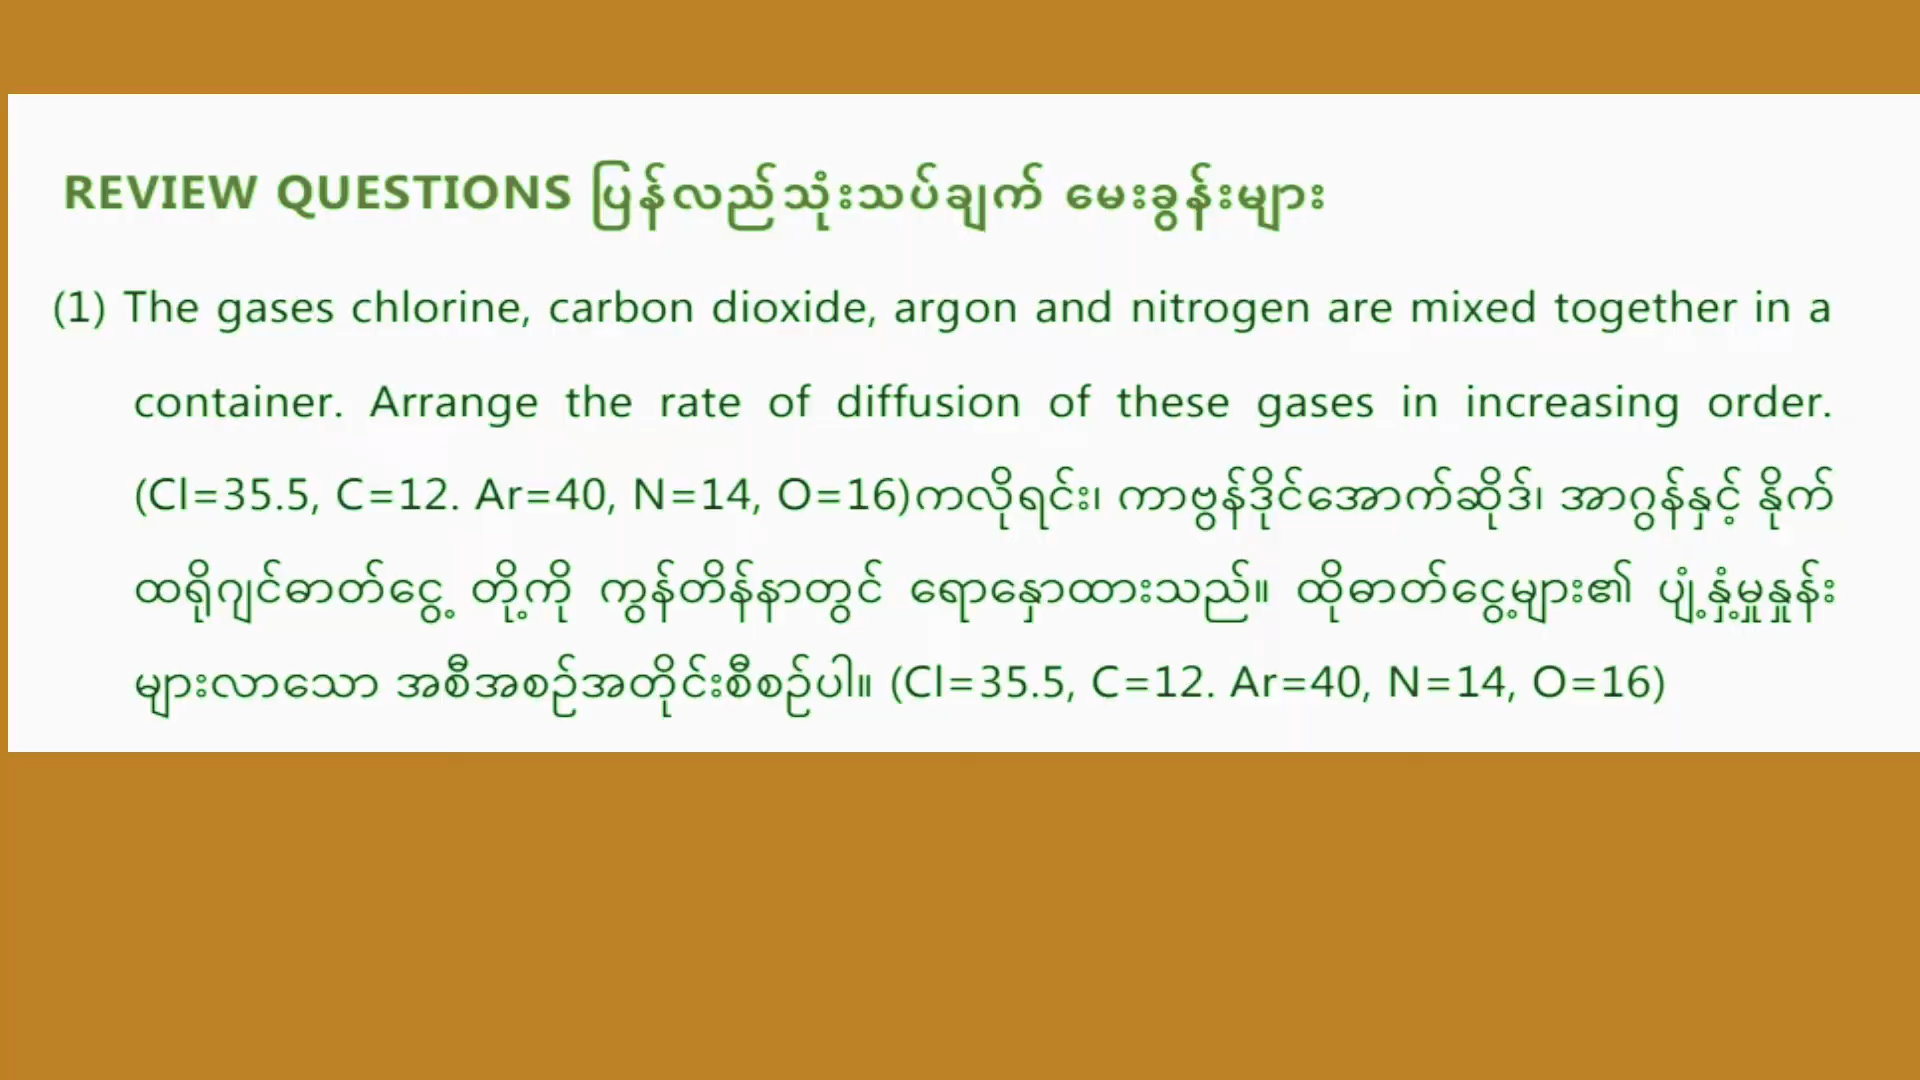 REVIEW QUESTIONS ပြန်လည်သုံးသပ်ချက် မေးခွန်းများ
(1) The gases chlorine, carbon dioxide, argon and nitrogen are mixed together in a
container. Arrange the rate of diffusion of these gases in increasing order.
(Cl=35.5, C=12. Ar=40, N=14, O=16)ကလိုရင်း၊ ကာဗွန်ဒိုင်အောက်ဆိုဒ်၊ အာဂွန်နှင့် နိုက်
ထရိုဂျင်ဓာတ်ငွေ့ တို့ကို ကွန်တိန်နာတွင် ရောနှောထားသည်။ ထိုဓာတ်ငွေ့များ၏ ပျံ့နှံ့မှုနှုန်း
များလာသော အစီအစဉ်အတိုင်းစီစဉ်ပါ။ (Cl=35.5, C=12. Ar=40, N=14, O=16)